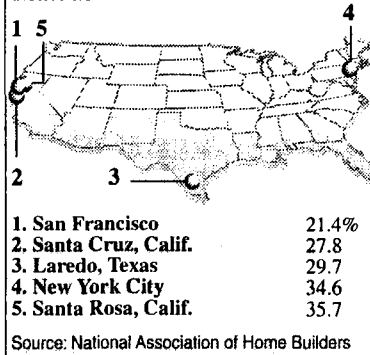 1 5
4
2
3
1. San Francisco 21.4%
2. Santa Cruz, Calif. 27.8
3. Laredo, Texas 29.7
4. New York City 34.6
5. Santa Rosa, Calif. 35.7
Source: National Association of Home Builders